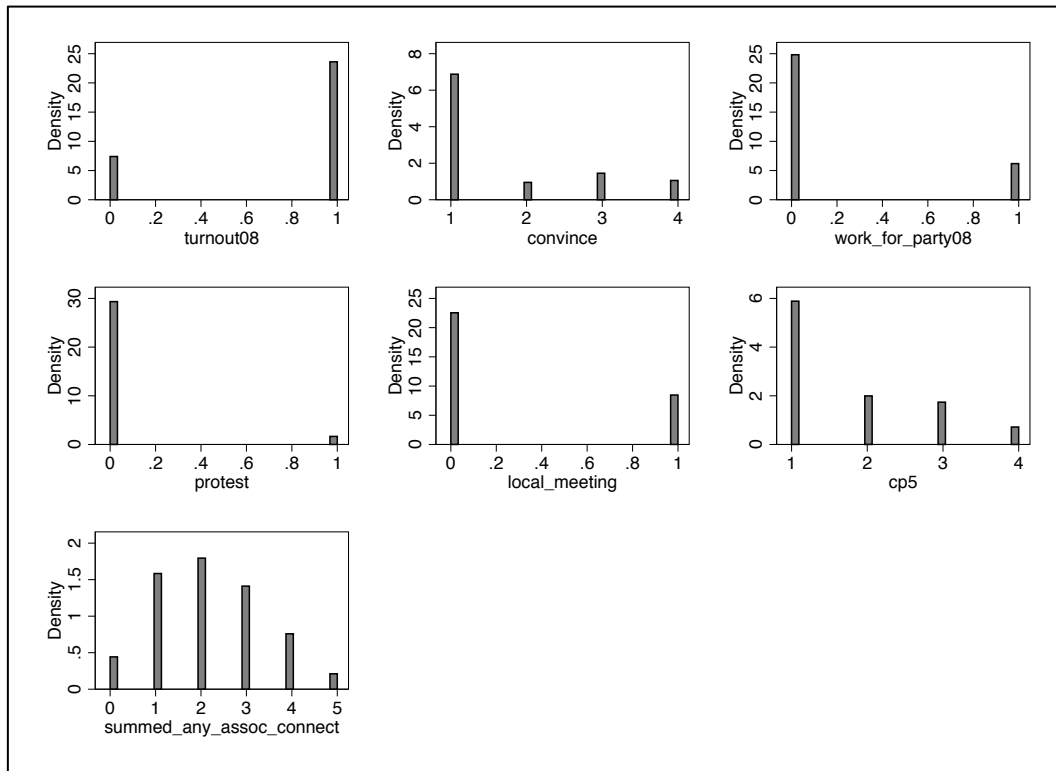 Density
0 5 10 15 20 25
0 .2 .4 .6 .8 1
turnout08
Density
0 2 4 6 8
1 2 3 4
convince
Density
0 5 10 15 20 25
0 .2 .4 .6 .8 1
work_for_party08
Density
0 10 20 30
0 .2 .4 .6 .8 1
protest
Density
0 5 10 15 20 25
0 .2 .4 .6 .8 1
local_meeting
Density
0 2 4 6
1 2 3 4
cp5
Density
0 .5 1 1.5 2
0 1 2 3 4 5
summed_any_assoc_connect